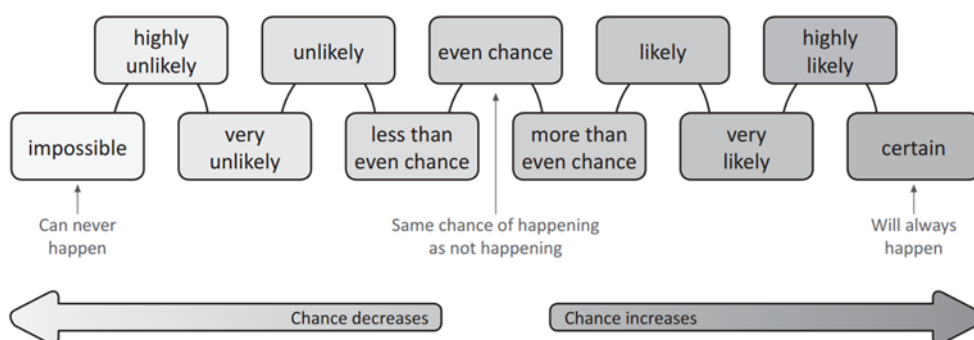 highly
unlikely
unlikely
even chance
likely
highly
likely
impossible
very
unlikely
less than
even chance
more than
even chance
very
likely
certain
Can never
happen
Same chance of happening
as not happening
Will always
happen
Chance decreases
Chance increases